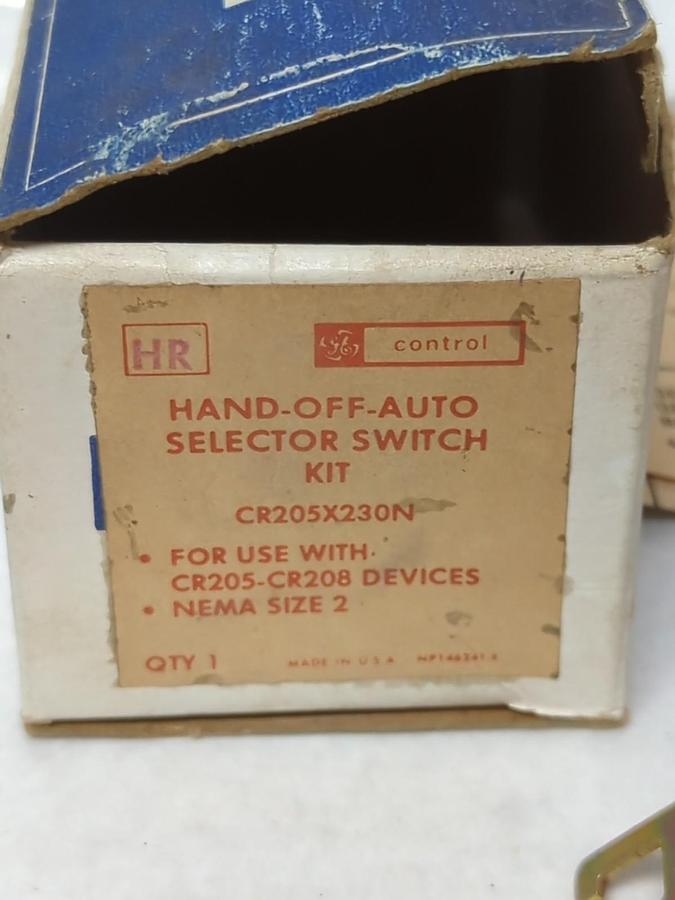 HR
control
HAND-OFF-AUTO
SELECTOR SWITCH
KIT
CR205X230N
• FOR USE WITH
CR205-CR208 DEVICES
• NEMA SIZE 2
QTY 1 MADE IN U S A